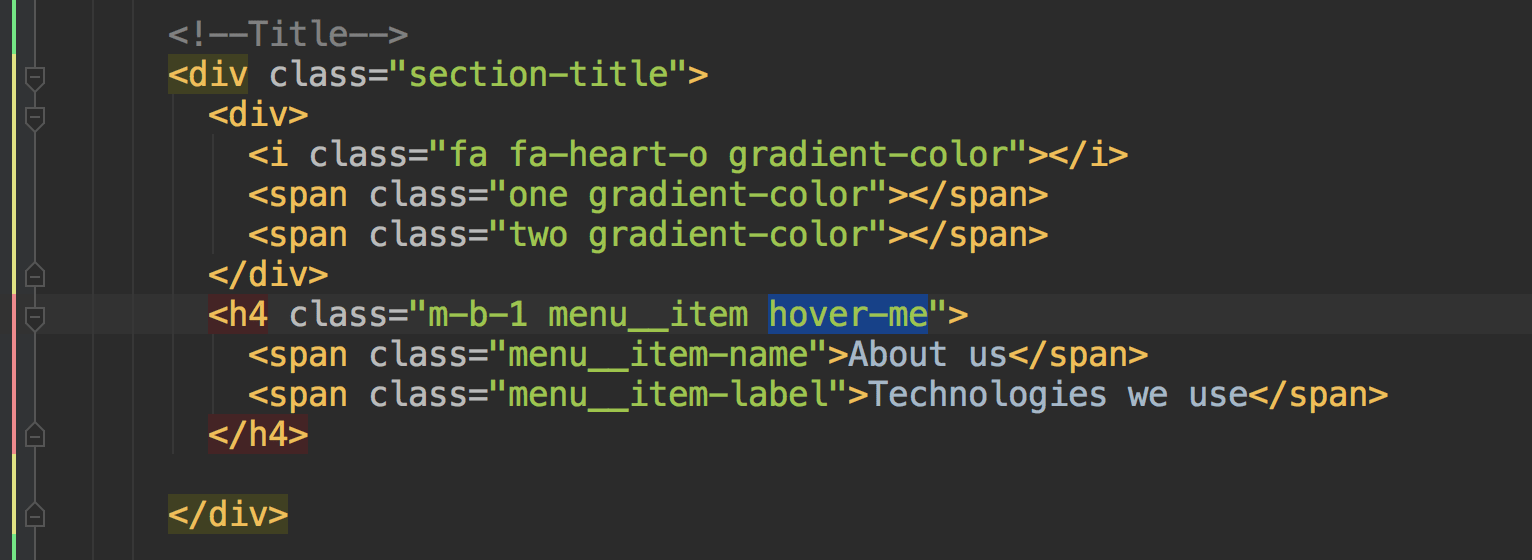 <!--Title-->
<div class="section-title">
<div>
<i class="fa fa-heart-o gradient-color"></i>
<span class="one gradient-color"></span>
<span class="two gradient-color"></span>
</div>
<h4 class="m-b-1 menu__item hover-me">
<span class="menu__item-name">About us</span>
<span class="menu__item-label">Technologies we use</span>
</h4>
</div>